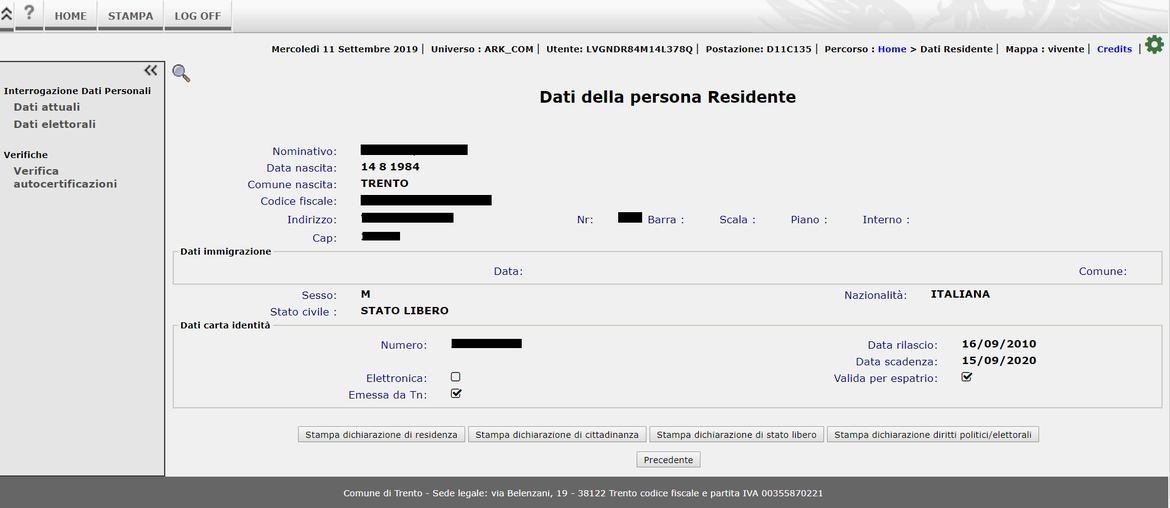 ? HOME STAMPA LOG OFF
Mercoledì 11 Settembre 2019 | Universo : ARK_COM | Utente: LVGNDR84M14L378Q | Postazione: D11C135 | Percorso : Home > Dati Residente | Mappa : vivente | Credits |
Interrogazione Dati Personali
Dati attuali
Dati elettorali
Verifiche
Verifica
autocertificazioni
Dati della persona Residente
Nominativo:
Data nascita: 14 8 1984
Comune nascita: TRENTO
Codice fiscale:
Indirizzo: Nr: Barra : Scala : Piano : Interno :
Cap:
Dati immigrazione
Data: Comune:
Sesso: M Nazionalità: ITALIANA
Stato civile : STATO LIBERO
Dati carta identità
Numero: Data rilascio: 16/09/2010
Data scadenza: 15/09/2020
Elettronica: Valida per espatrio:
Emessa da Tn:
Stampa dichiarazione di residenza Stampa dichiarazione di cittadinanza Stampa dichiarazione di stato libero Stampa dichiarazione diritti politici/elettorali
Precedente
Comune di Trento - Sede legale: via Belenzani, 19 - 38122 Trento codice fiscale e partita IVA 00355870221